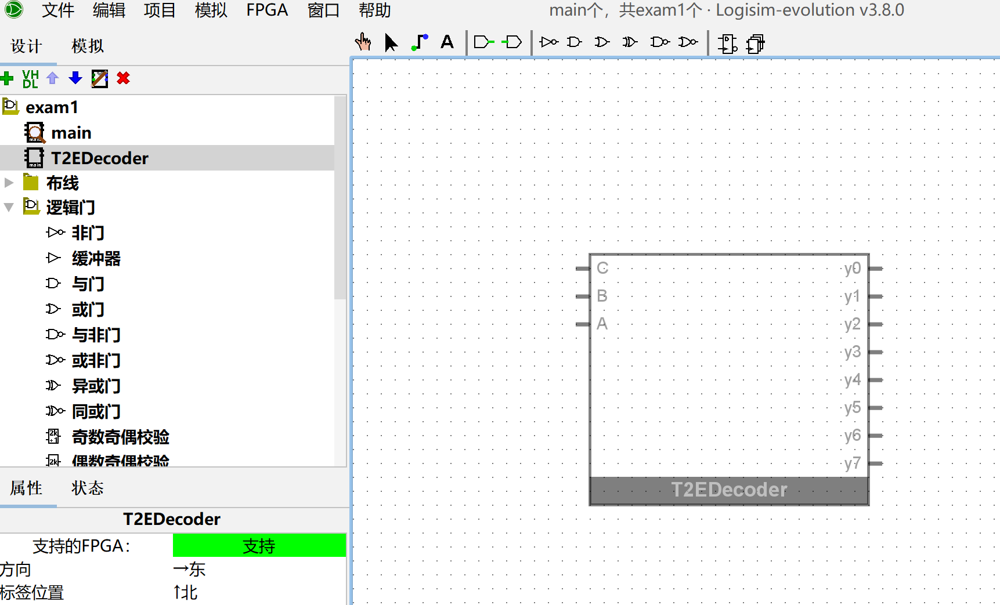 文件 编辑 项目 模拟 FPGA 窗口 帮助 main个，共exam1个 · Logisim-evolution v3.8.0
设计 模拟
A
VHDL
exam1
main
T2EDecoder
布线
逻辑门
非门
缓冲器
与门
或门
与非门
或非门
异或门
同或门
奇数奇偶校验
偶数奇偶校验
属性 状态
T2EDecoder
支持的FPGA： 支持
方向 →东
标签位置 ↑北
C y0
B y1
A y2
y3
y4
y5
y6
y7
T2EDecoder